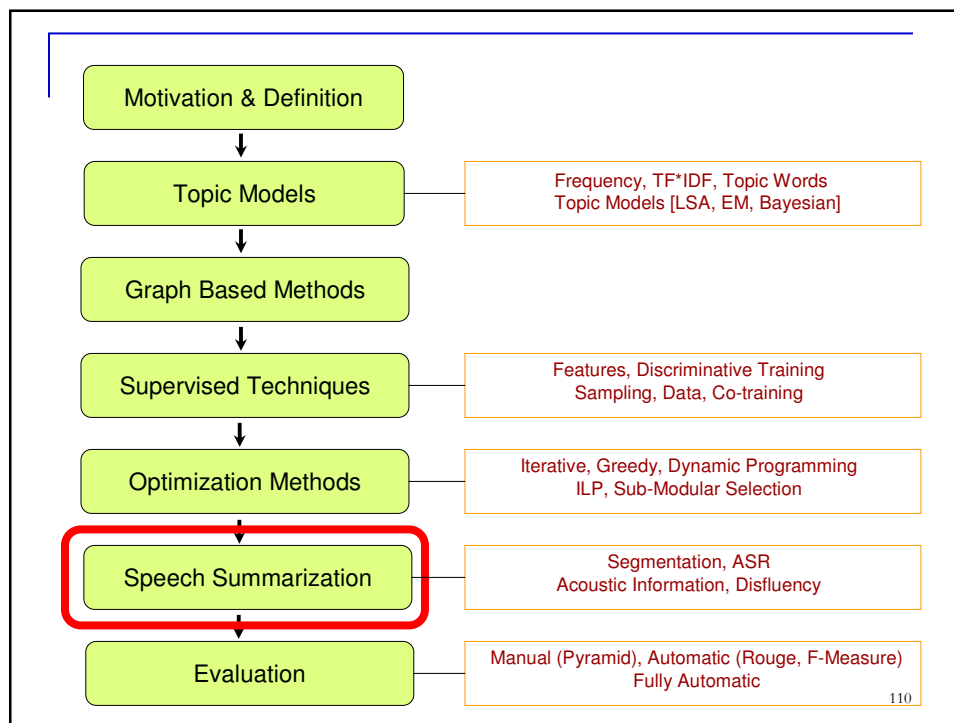 Motivation & Definition
Topic Models
Frequency, TF*IDF, Topic Words
Topic Models [LSA, EM, Bayesian]
Graph Based Methods
Supervised Techniques
Features, Discriminative Training
Sampling, Data, Co-training
Optimization Methods
Iterative, Greedy, Dynamic Programming
ILP, Sub-Modular Selection
Speech Summarization
Segmentation, ASR
Acoustic Information, Disfluency
Evaluation
Manual (Pyramid), Automatic (Rouge, F-Measure)
Fully Automatic
110